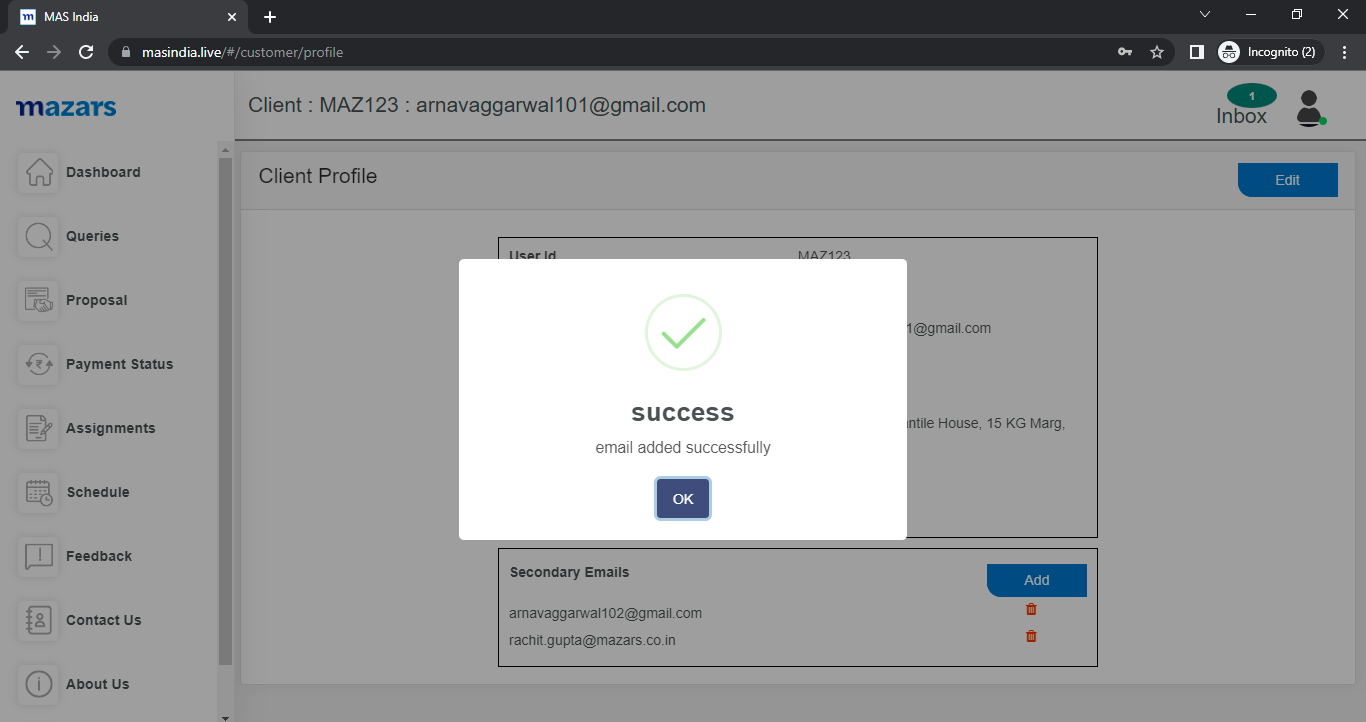 MAS India
masindia.live/#/customer/profile
Incognito (2)
mazars
Client : MAZ123 : arnavaggarwal101@gmail.com
1
Inbox
Dashboard
Queries
Proposal
Payment Status
Assignments
Schedule
Feedback
Contact Us
About Us
Client Profile
Edit
User Id MAZ123
1@gmail.com
ntile House, 15 KG Marg,
success
email added successfully
OK
Secondary Emails
Add
arnavaggarwal102@gmail.com
rachit.gupta@mazars.co.in